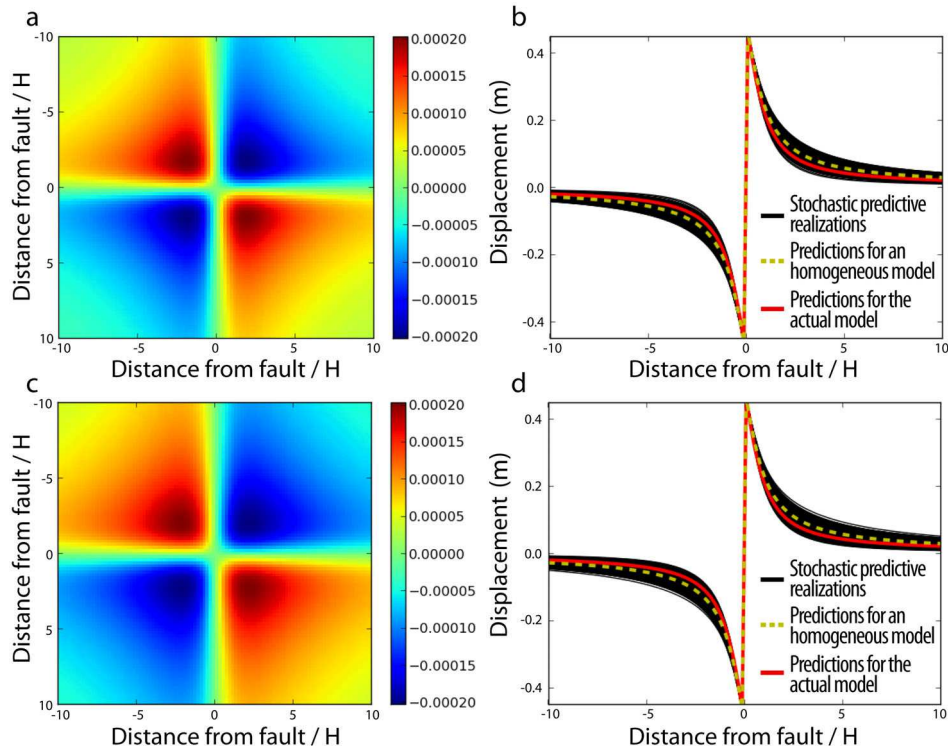 a
Distance from fault / H
-10
-5
0
5
10
-10
-5
0
5
10
Distance from fault / H
0.00020
0.00015
0.00010
0.00005
0.00000
−0.00005
−0.00010
−0.00015
−0.00020
b
Displacement (m)
0.4
0.2
0.0
-0.2
-0.4
-10
-5
0
5
10
Distance from fault / H
Stochastic predictive
realizations
Predictions for an
homogeneous model
Predictions for the
actual model
c
Distance from fault / H
-10
-5
0
5
10
-10
-5
0
5
10
Distance from fault / H
0.00020
0.00015
0.00010
0.00005
0.00000
−0.00005
−0.00010
−0.00015
−0.00020
d
Displacement (m)
0.4
0.2
0.0
-0.2
-0.4
-10
-5
0
5
10
Distance from fault / H
Stochastic predictive
realizations
Predictions for an
homogeneous model
Predictions for the
actual model